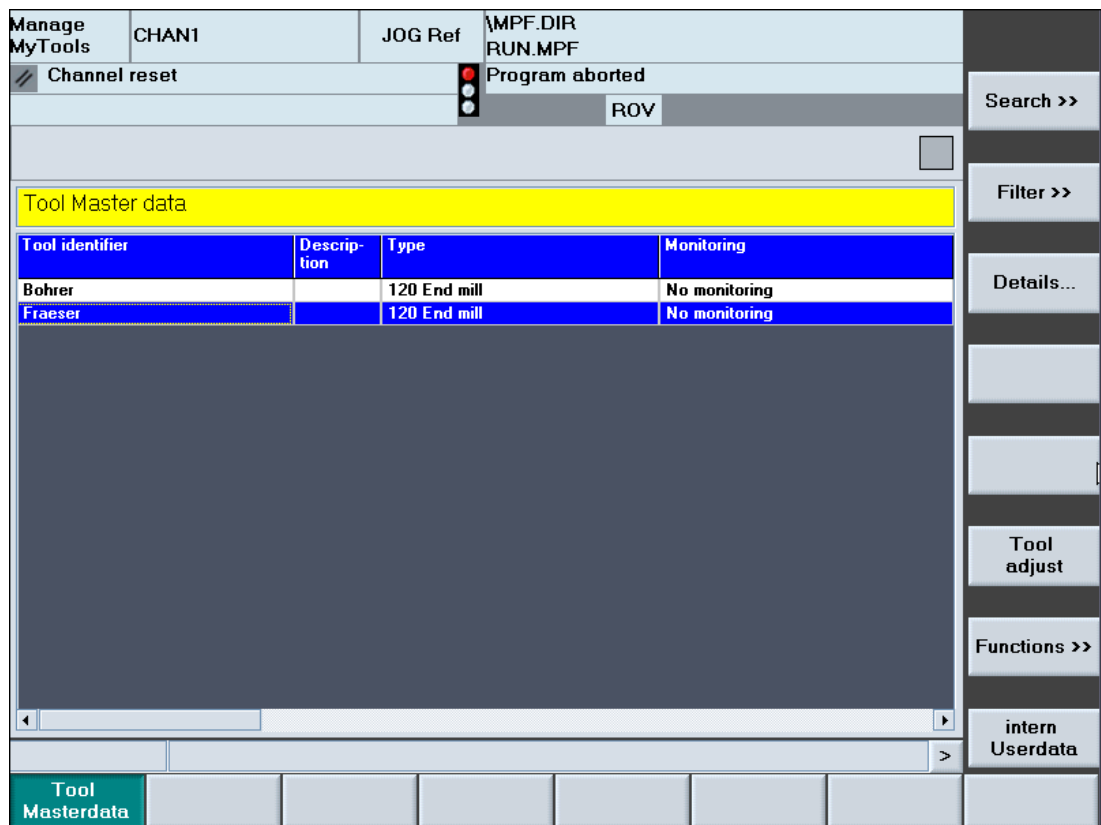 Manage
MyTools
CHAN1
JOG Ref
\MPF.DIR
RUN.MPF
Channel reset
Program aborted
ROV
Tool Master data
Tool identifier
Descrip-
tion
Type
Monitoring
Bohrer
120 End mill
No monitoring
Fraeser
120 End mill
No monitoring
>
Search >>
Filter >>
Details...
Tool
adjust
Functions >>
intern
Userdata
Tool
Masterdata